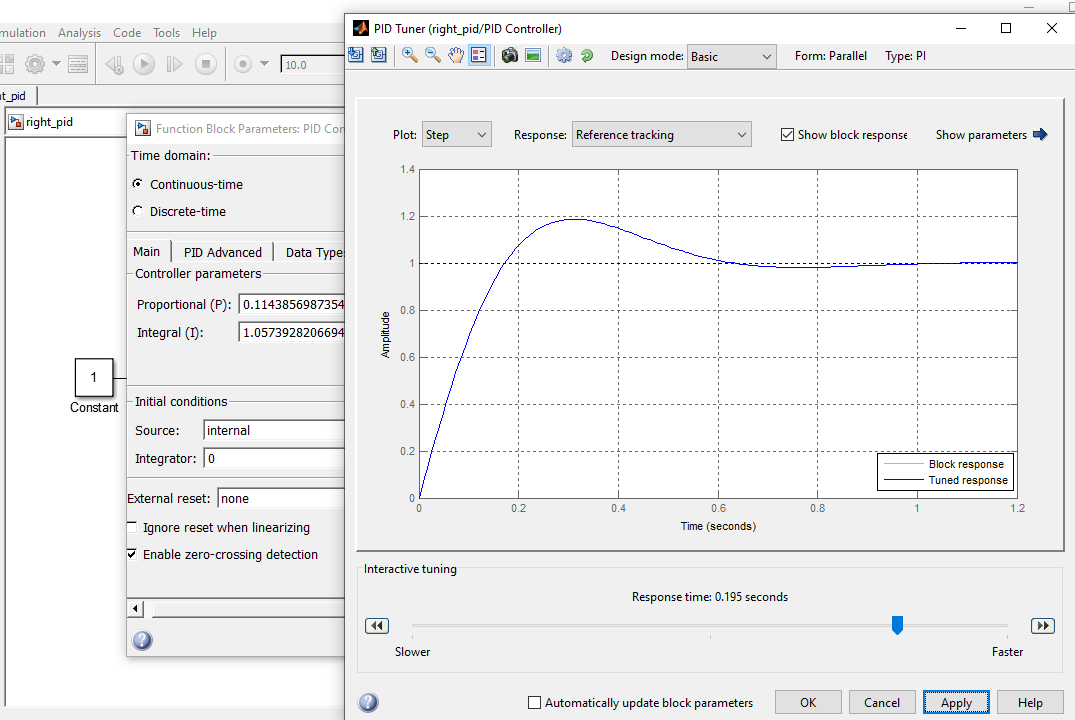 PID Tuner (right_pid/PID Controller)
mulation Analysis Code Tools Help
10.0
Design mode: Basic Form: Parallel Type: PI
t_pid
right_pid
Function Block Parameters: PID Con
Time domain:
Continuous-time
Discrete-time
Main PID Advanced Data Types
Controller parameters
Proportional (P): 0.1143856987354
Integral (I): 1.0573928206694
1
Constant
Initial conditions
Source: internal
Integrator: 0
External reset: none
Ignore reset when linearizing
Enable zero-crossing detection
Plot: Step Response: Reference tracking Show block response Show parameters
1.4
1.2
1
0.8
0.6
0.4
0.2
0
Amplitude
0 0.2 0.4 0.6 0.8 1 1.2
Time (seconds)
Block response
Tuned response
Interactive tuning
Response time: 0.195 seconds
Slower Faster
Automatically update block parameters OK Cancel Apply Help